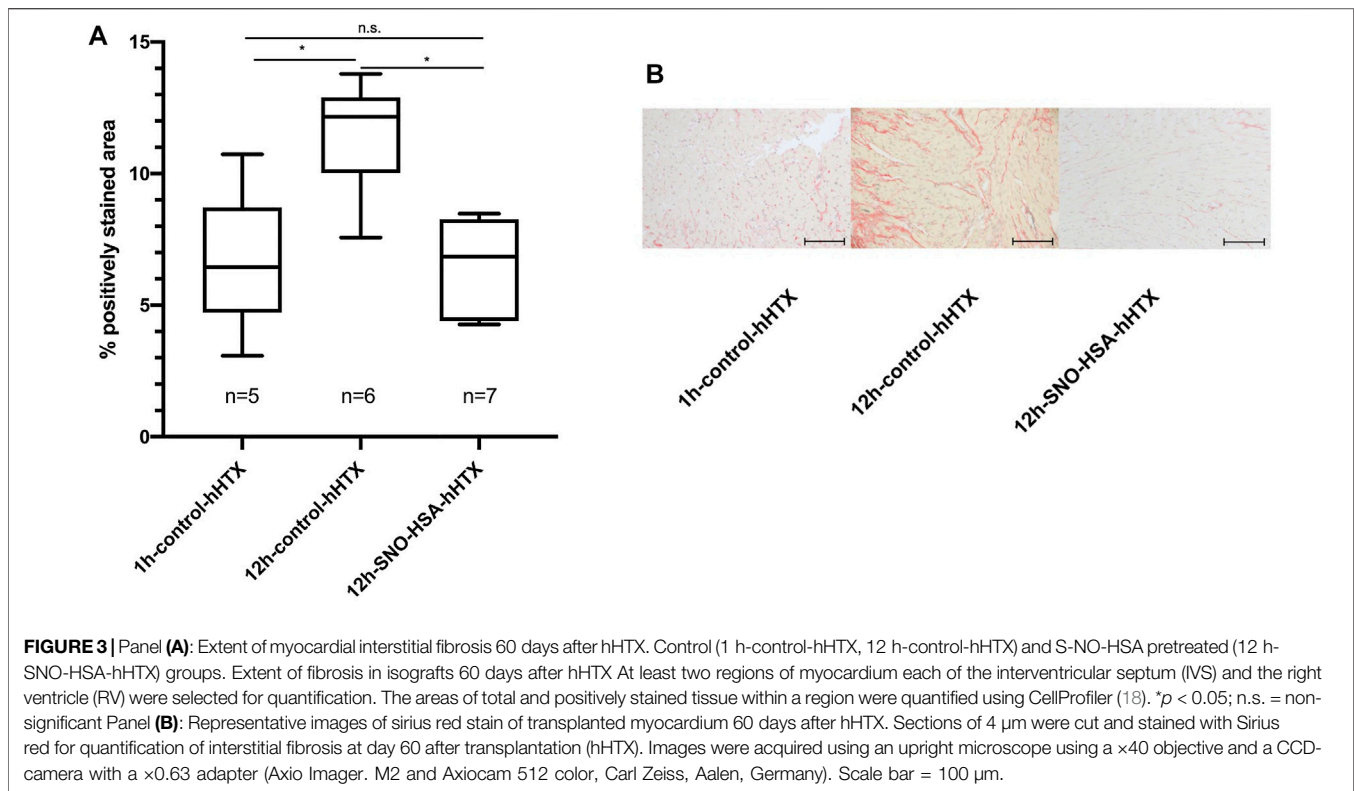 A
n.s.
*
*
15
10
5
0
% positively stained area
n=5
n=6
n=7
1h-control-hHTX
12h-control-hHTX
12h-SNO-HSA-hHTX
B
1h-control-hHTX
12h-control-hHTX
12h-SNO-HSA-hHTX
FIGURE 3 | Panel (A): Extent of myocardial interstitial fibrosis 60 days after hHTX. Control (1 h-control-hHTX, 12 h-control-hHTX) and S-NO-HSA pretreated (12 h-
SNO-HSA-hHTX) groups. Extent of fibrosis in isografts 60 days after hHTX At least two regions of myocardium each of the interventricular septum (IVS) and the right
ventricle (RV) were selected for quantification. The areas of total and positively stained tissue within a region were quantified using CellProfiler (18). *p < 0.05; n.s. = non-
significant Panel (B): Representative images of sirius red stain of transplanted myocardium 60 days after hHTX. Sections of 4 μm were cut and stained with Sirius
red for quantification of interstitial fibrosis at day 60 after transplantation (hHTX). Images were acquired using an upright microscope using a ×40 objective and a CCD-
camera with a ×0.63 adapter (Axio Imager. M2 and Axiocam 512 color, Carl Zeiss, Aalen, Germany). Scale bar = 100 μm.